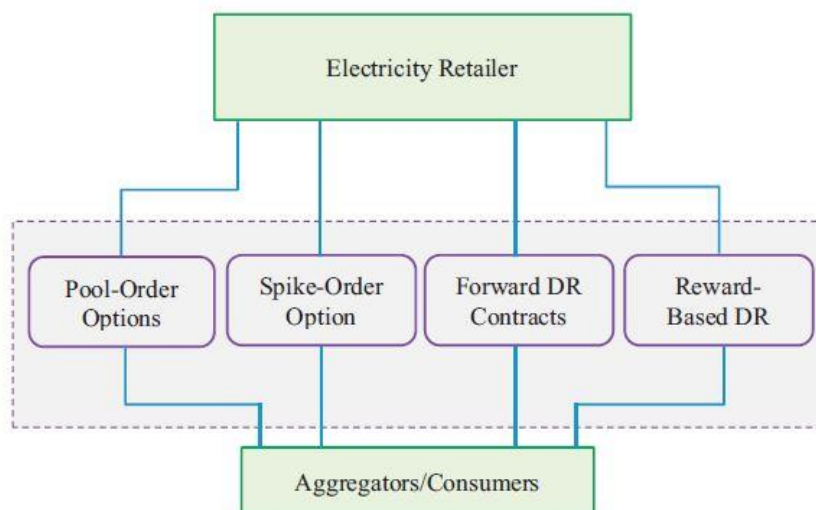 Electricity Retailer
Pool-Order
Options
Spike-Order
Option
Forward DR
Contracts
Reward-
Based DR
Aggregators/Consumers